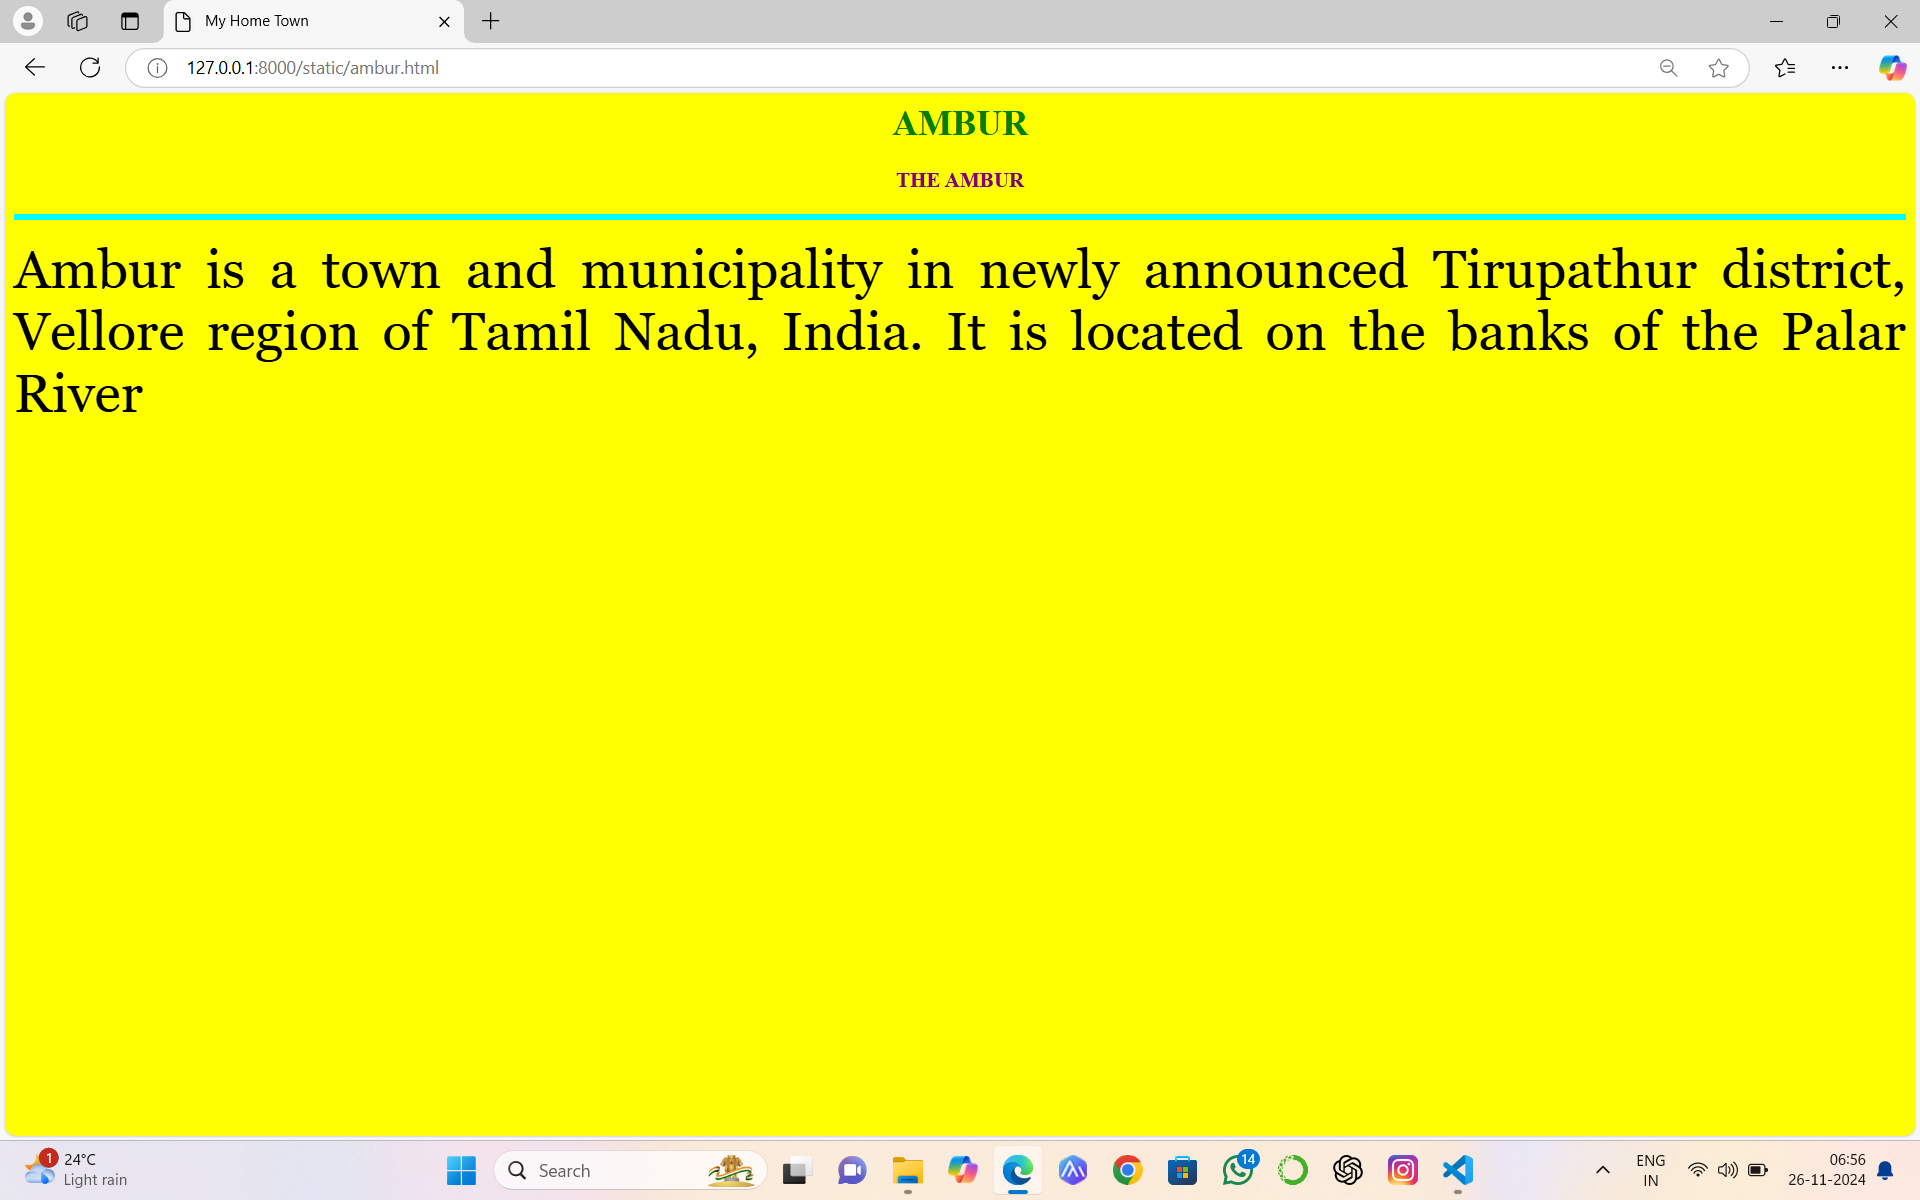 My Home Town
127.0.0.1:8000/static/ambur.html
AMBUR
THE AMBUR
Ambur is a town and municipality in newly announced Tirupathur district,
Vellore region of Tamil Nadu, India. It is located on the banks of the Palar
River
1
24°C
Light rain
Search
14
ENG
IN
06:56
26-11-2024